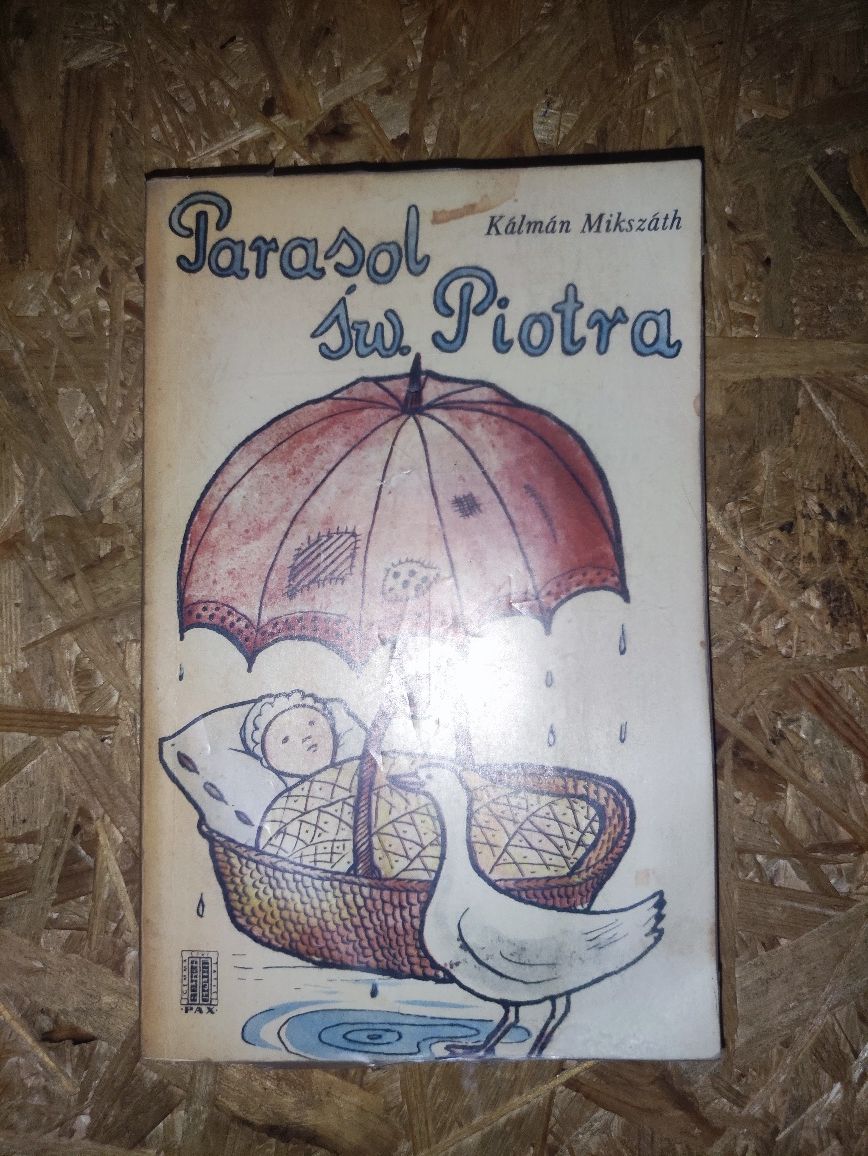 Kálmán Mikszáth
Parasol
św. Piotra
PAX